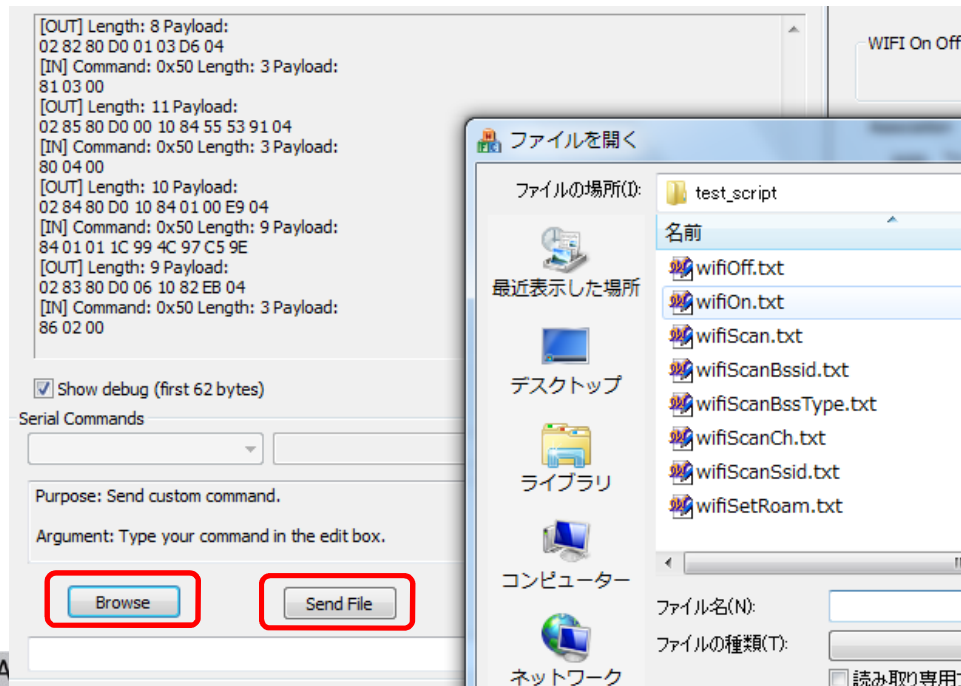 [OUT] Length: 8 Payload:
02 82 80 D0 01 03 D6 04
[IN] Command: 0x50 Length: 3 Payload:
81 03 00
[OUT] Length: 11 Payload:
02 85 80 D0 00 10 84 55 53 91 04
[IN] Command: 0x50 Length: 3 Payload:
80 04 00
[OUT] Length: 10 Payload:
02 84 80 D0 10 84 01 00 E9 04
[IN] Command: 0x50 Length: 9 Payload:
84 01 01 1C 99 4C 97 C5 9E
[OUT] Length: 9 Payload:
02 83 80 D0 06 10 82 EB 04
[IN] Command: 0x50 Length: 3 Payload:
86 02 00
Show debug (first 62 bytes)
Serial Commands
Purpose: Send custom command.
Argument: Type your command in the edit box.
Browse
Send File
WIFI On Off
ファイルを開く
ファイルの場所(I):
test_script
最近表示した場所
デスクトップ
ライブラリ
コンピューター
ネットワーク
名前
wifiOff.txt
wifiOn.txt
wifiScan.txt
wifiScanBssid.txt
wifiScanBssType.txt
wifiScanCh.txt
wifiScanSsid.txt
wifiSetRoam.txt
ファイル名(N):
ファイルの種類(T):
読み取り専用